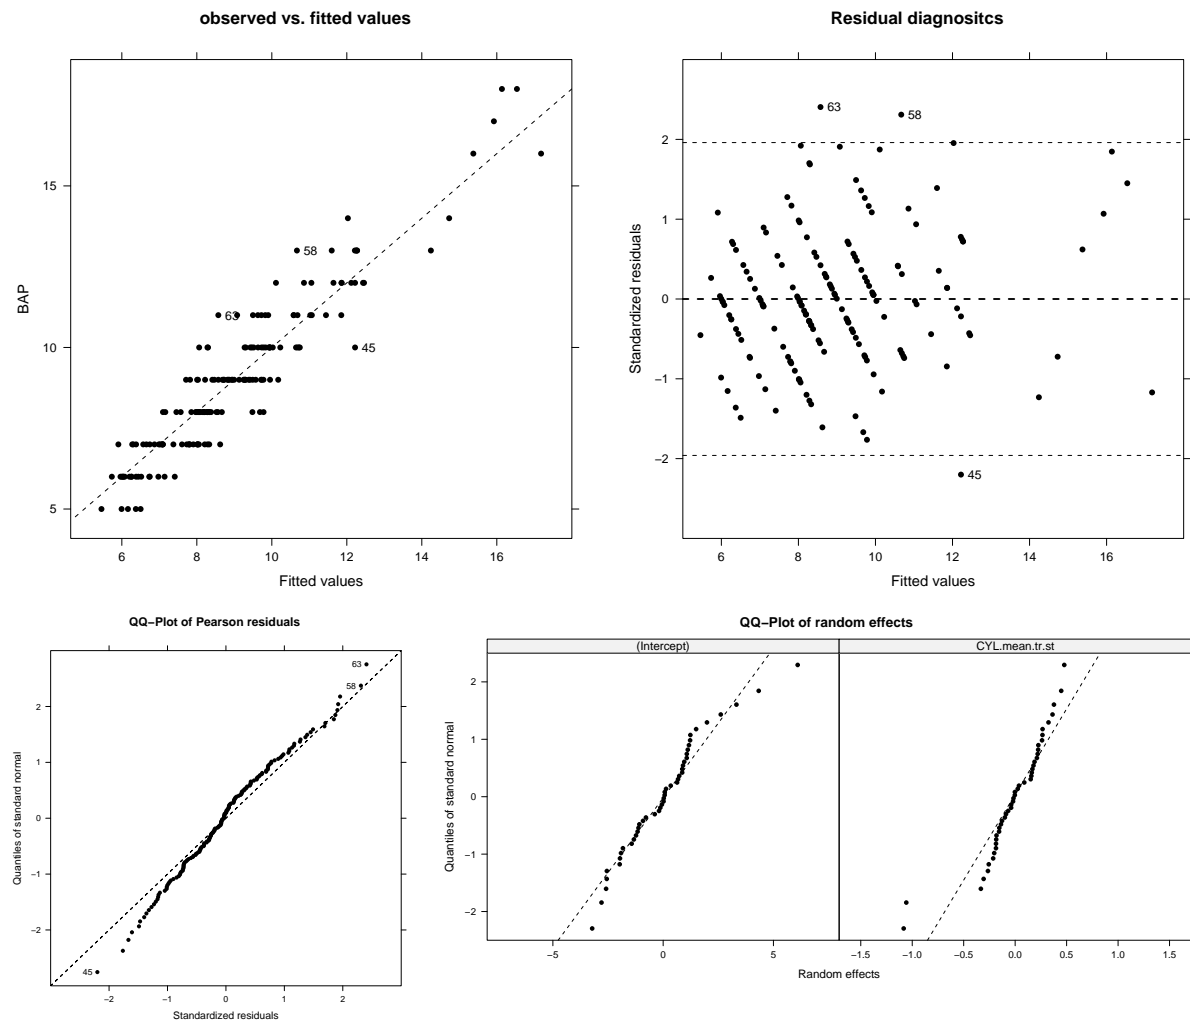 observed vs. fitted values
BAP
15
10
5
58
63
45
6 8 10 12 14 16
Fitted values
Residual diagnositcs
Standardized residuals
2
1
0
−1
−2
63
58
45
6 8 10 12 14 16
Fitted values
QQ−Plot of Pearson residuals
Quantiles of standard normal
2
1
0
−1
−2
63
58
45
−2 −1 0 1 2
Standardized residuals
QQ−Plot of random effects
(Intercept) CYL.mean.tr.st
Quantiles of standard normal
2
1
0
−1
−2
−5 0 5 −1.5 −1.0 −0.5 0.0 0.5 1.0 1.5
Random effects